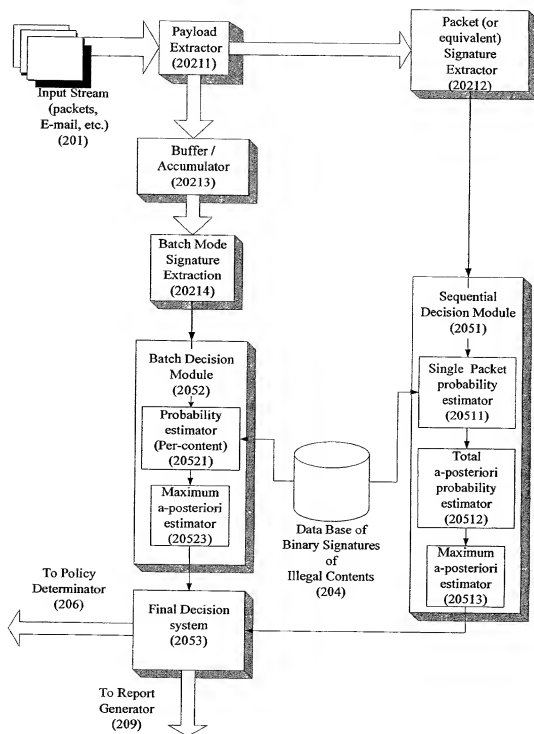 Payload
Extractor
(20211)
Packet (or
equivalent)
Signature
Extractor
(20212)
Input Stream
(packets,
E-mail, etc.)
(201)
Buffer /
Accumulator
(20213)
Batch Mode
Signature
Extraction
(20214)
Sequential
Decision Module
(2051)
Batch Decision
Module
(2052)
Single Packet
probability
estimator
(20511)
Probability
estimator
(Per-content)
(20521)
Total
a-posteriori
probability
estimator
(20512)
Maximum
a-posteriori
estimator
(20523)
Data Base of
Binary Signatures
of
Illegal Contents
(204)
Maximum
a-posteriori
estimator
(20513)
To Policy
Determinator
(206)
Final Decision
system
(2053)
To Report
Generator
(209)